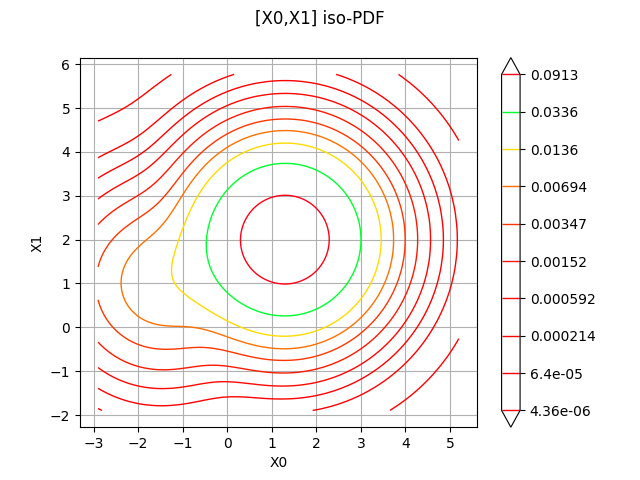 [X0,X1] iso-PDF
6
5
4
3
2
1
0
−1
−2
X1
−3 −2 −1 0 1 2 3 4 5
X0
0.0913
0.0336
0.0136
0.00694
0.00347
0.00152
0.000592
0.000214
6.4e-05
4.36e-06